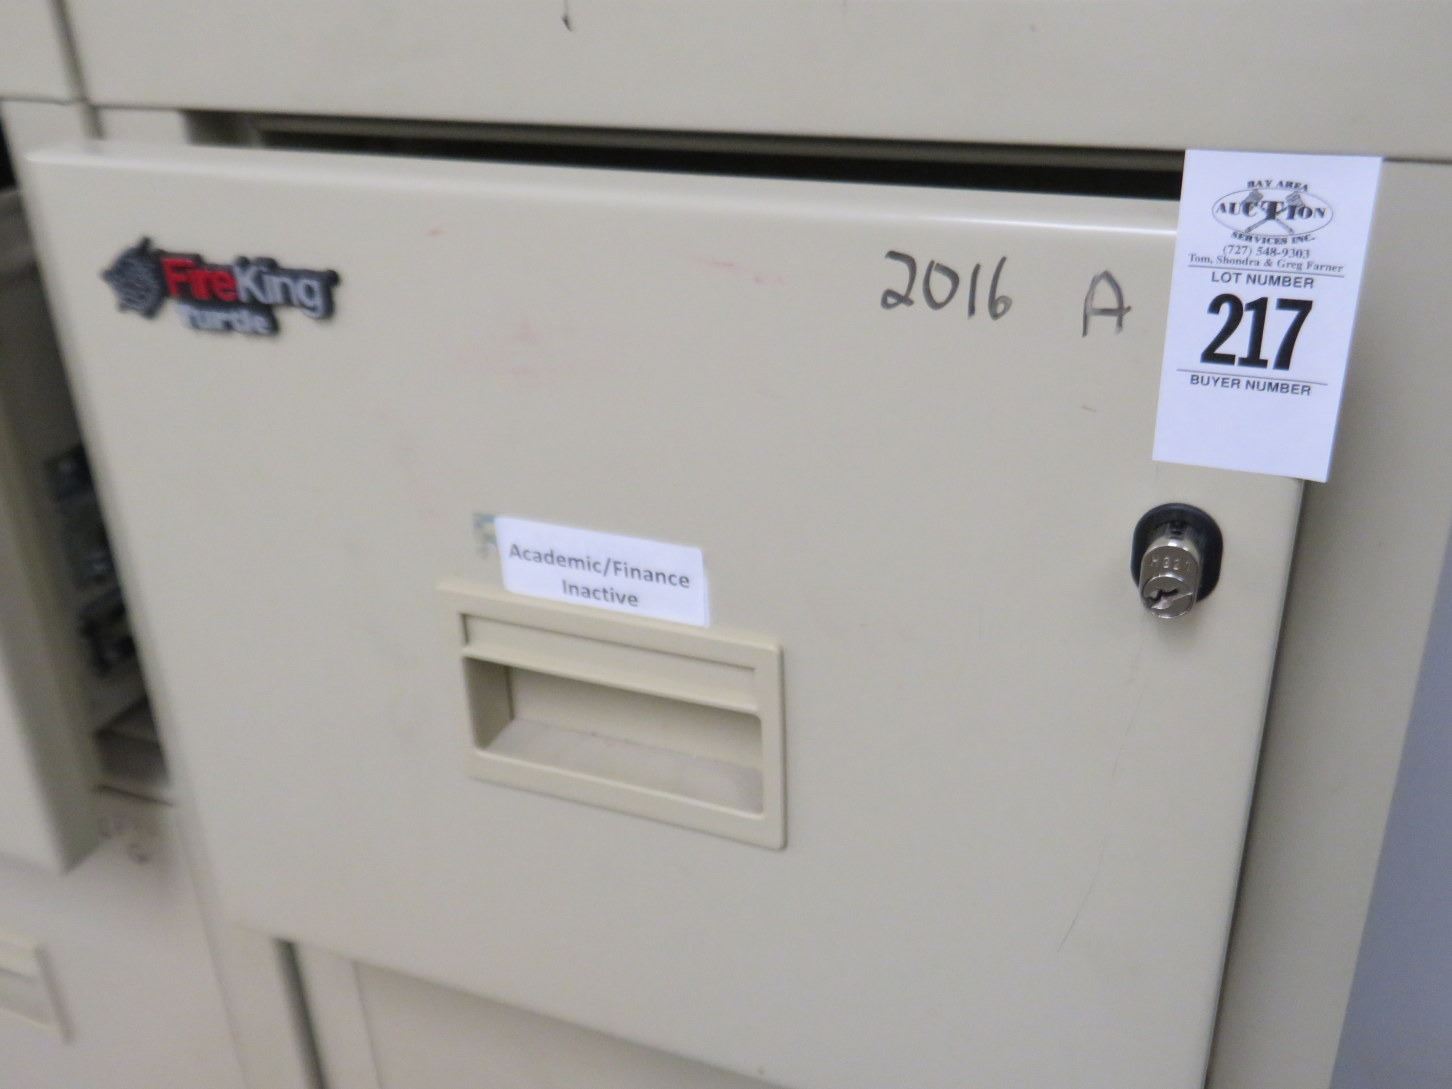 FireKing
Turtle
2016 A
BAY AREA
AUCTION
SERVICES INC.
(727) 548-9303
Tom, Shondra & Greg Farner
LOT NUMBER
217
BUYER NUMBER
Academic/Finance
Inactive